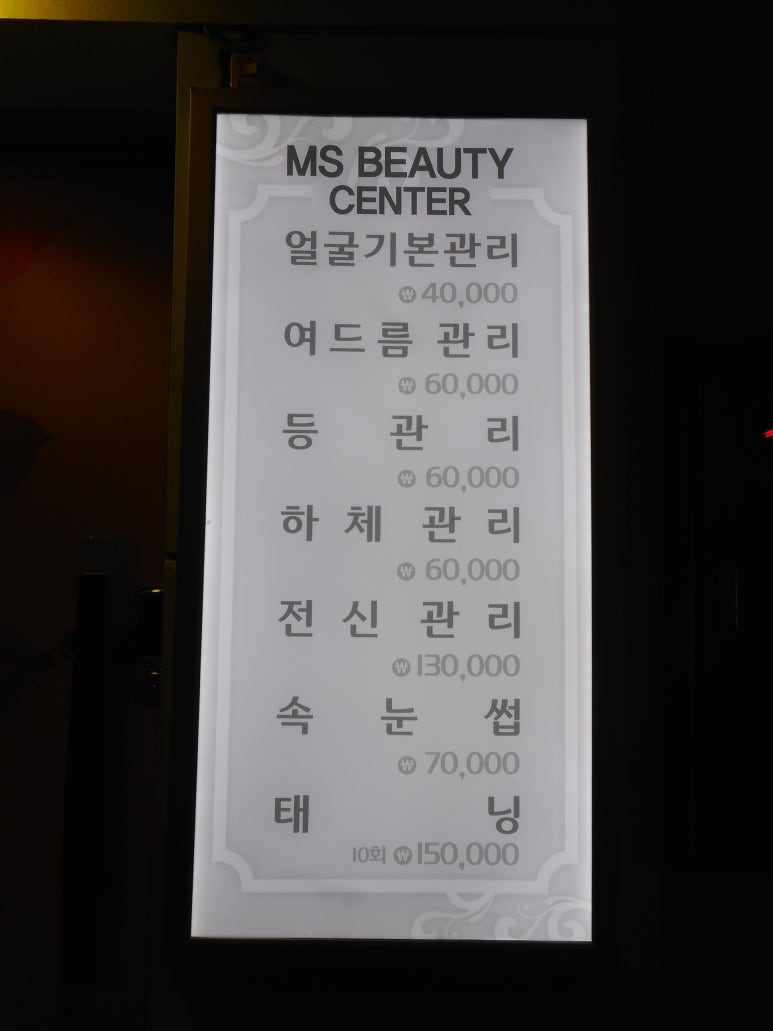 MS BEAUTY
CENTER
얼굴기본관리
₩40,000
여드름 관리
₩60,000
등 관 리
₩60,000
하 체 관 리
₩60,000
전 신 관 리
₩130,000
속 눈 썹
₩70,000
태 닝
10회 ₩150,000